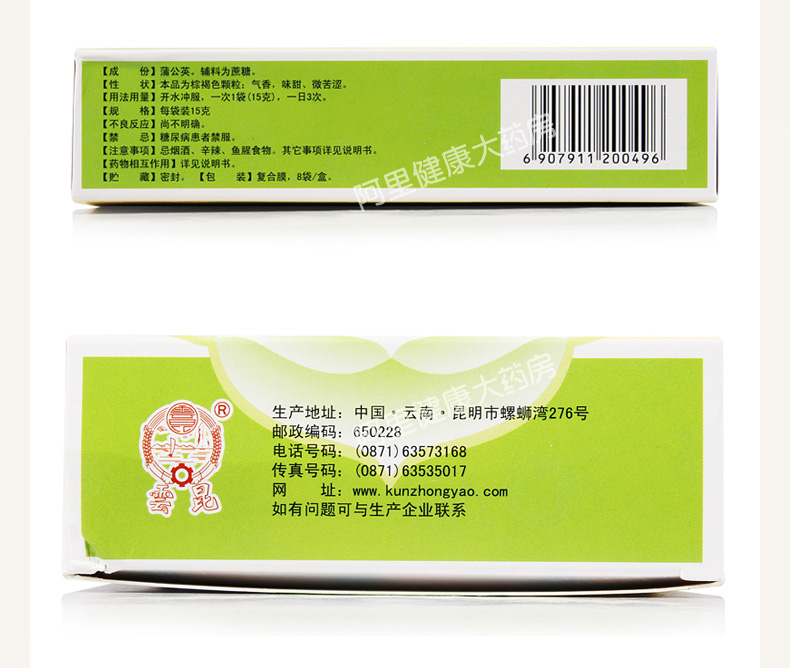 【成　份】蒲公英。辅料为蔗糖。
【性　状】本品为棕褐色颗粒；气香，味甜、微苦涩。
【用法用量】开水冲服，一次1袋(15克)，一日3次。
【规　格】每袋装15克
【不良反应】尚不明确。
【禁　忌】糖尿病患者禁服。
【注意事项】忌烟酒、辛辣、鱼腥食物。其它事项详见说明书。
【药物相互作用】详见说明书。
【贮　藏】密封。【包　装】复合膜，8袋/盒。
6 907911 200496
阿里健康大药房
雲昆
®
生产地址：中国·云南·昆明市螺蛳湾276号
邮政编码：650228
电话号码：(0871)63573168
传真号码：(0871)63535017
网　址：www.kunzhongyao.com
如有问题可与生产企业联系
阿里健康大药房